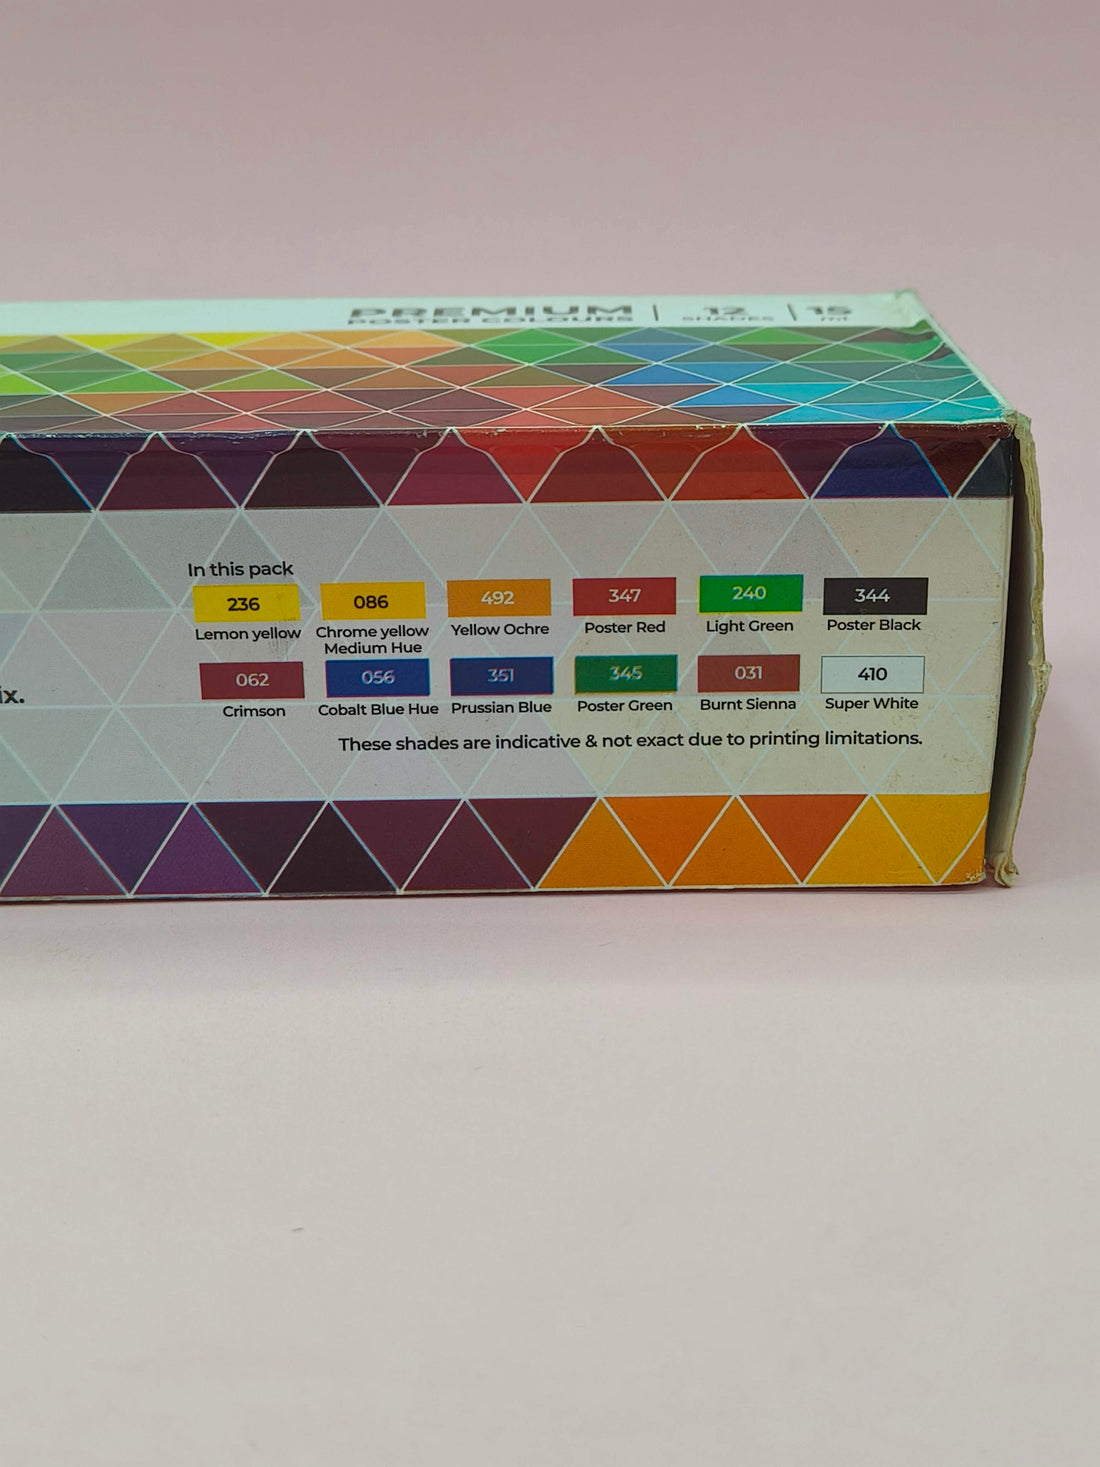 PREMIUM
POSTER COLOURS
12
SHADES
15
ml
In this pack
236 086 492 347 240 344
Lemon yellow Chrome yellow Yellow Ochre Poster Red Light Green Poster Black
Medium Hue
ix.
062 056 351 345 031 410
Crimson Cobalt Blue Hue Prussian Blue Poster Green Burnt Sienna Super White
These shades are indicative & not exact due to printing limitations.